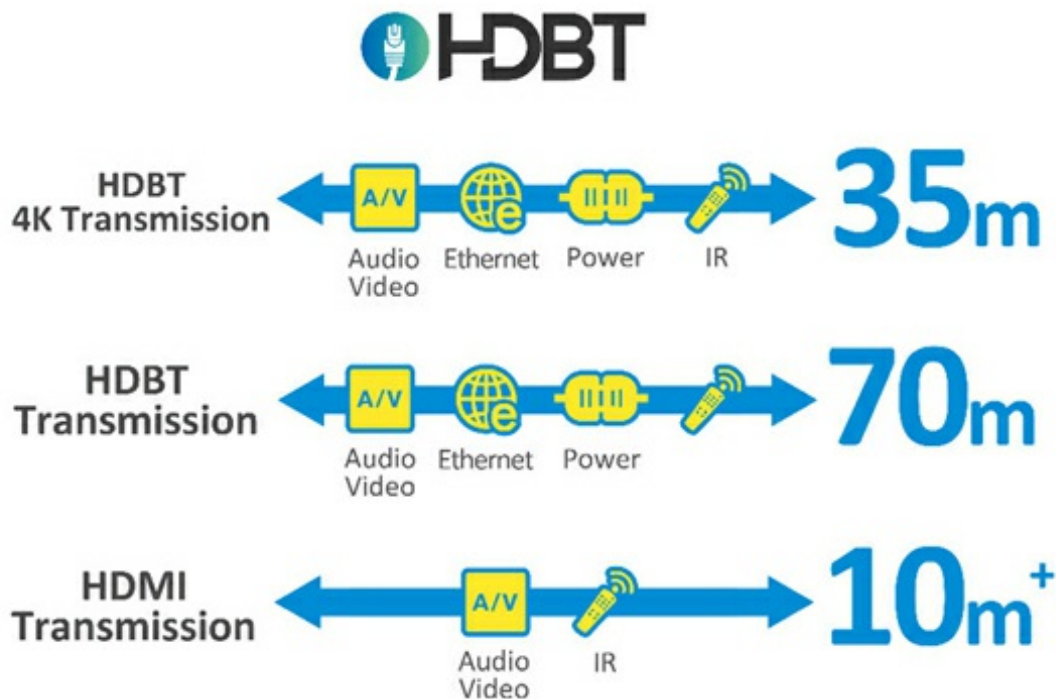 HDBT
HDBT
4K Transmission
A/V
Audio
Video
e
Ethernet
Power
IR
35m
HDBT
Transmission
A/V
Audio
Video
e
Ethernet
Power
70m
HDMI
Transmission
A/V
Audio
Video
IR
10m+